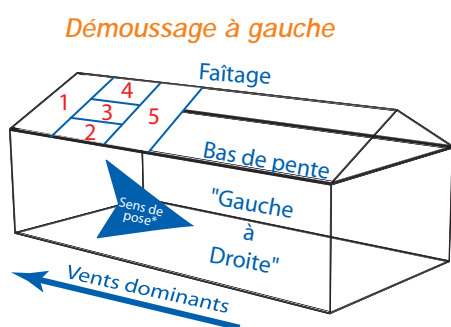 Démoussage à gauche
Faîtage
1
4
3
2
5
Bas de pente
Sens de
pose*
"Gauche
à
Droite"
Vents dominants